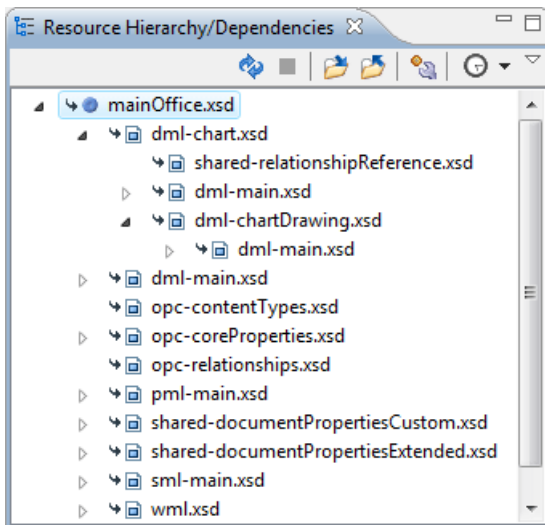 Resource Hierarchy/Dependencies
mainOffice.xsd
dml-chart.xsd
shared-relationshipReference.xsd
dml-main.xsd
dml-chartDrawing.xsd
dml-main.xsd
dml-main.xsd
opc-contentTypes.xsd
opc-coreProperties.xsd
opc-relationships.xsd
pml-main.xsd
shared-documentPropertiesCustom.xsd
shared-documentPropertiesExtended.xsd
sml-main.xsd
wml.xsd